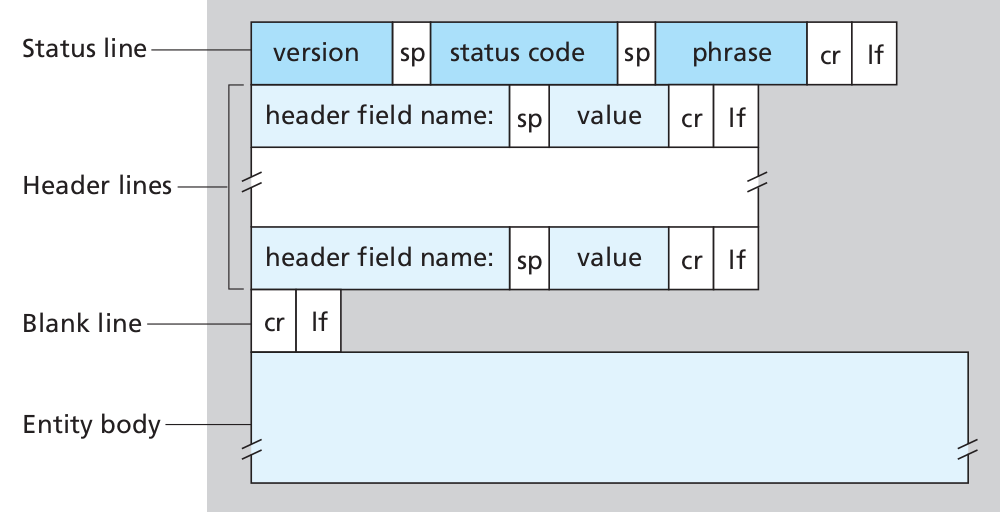 Status line version sp status code sp phrase cr lf
header field name: sp value cr lf
Header lines
header field name: sp value cr lf
Blank line cr lf
Entity body